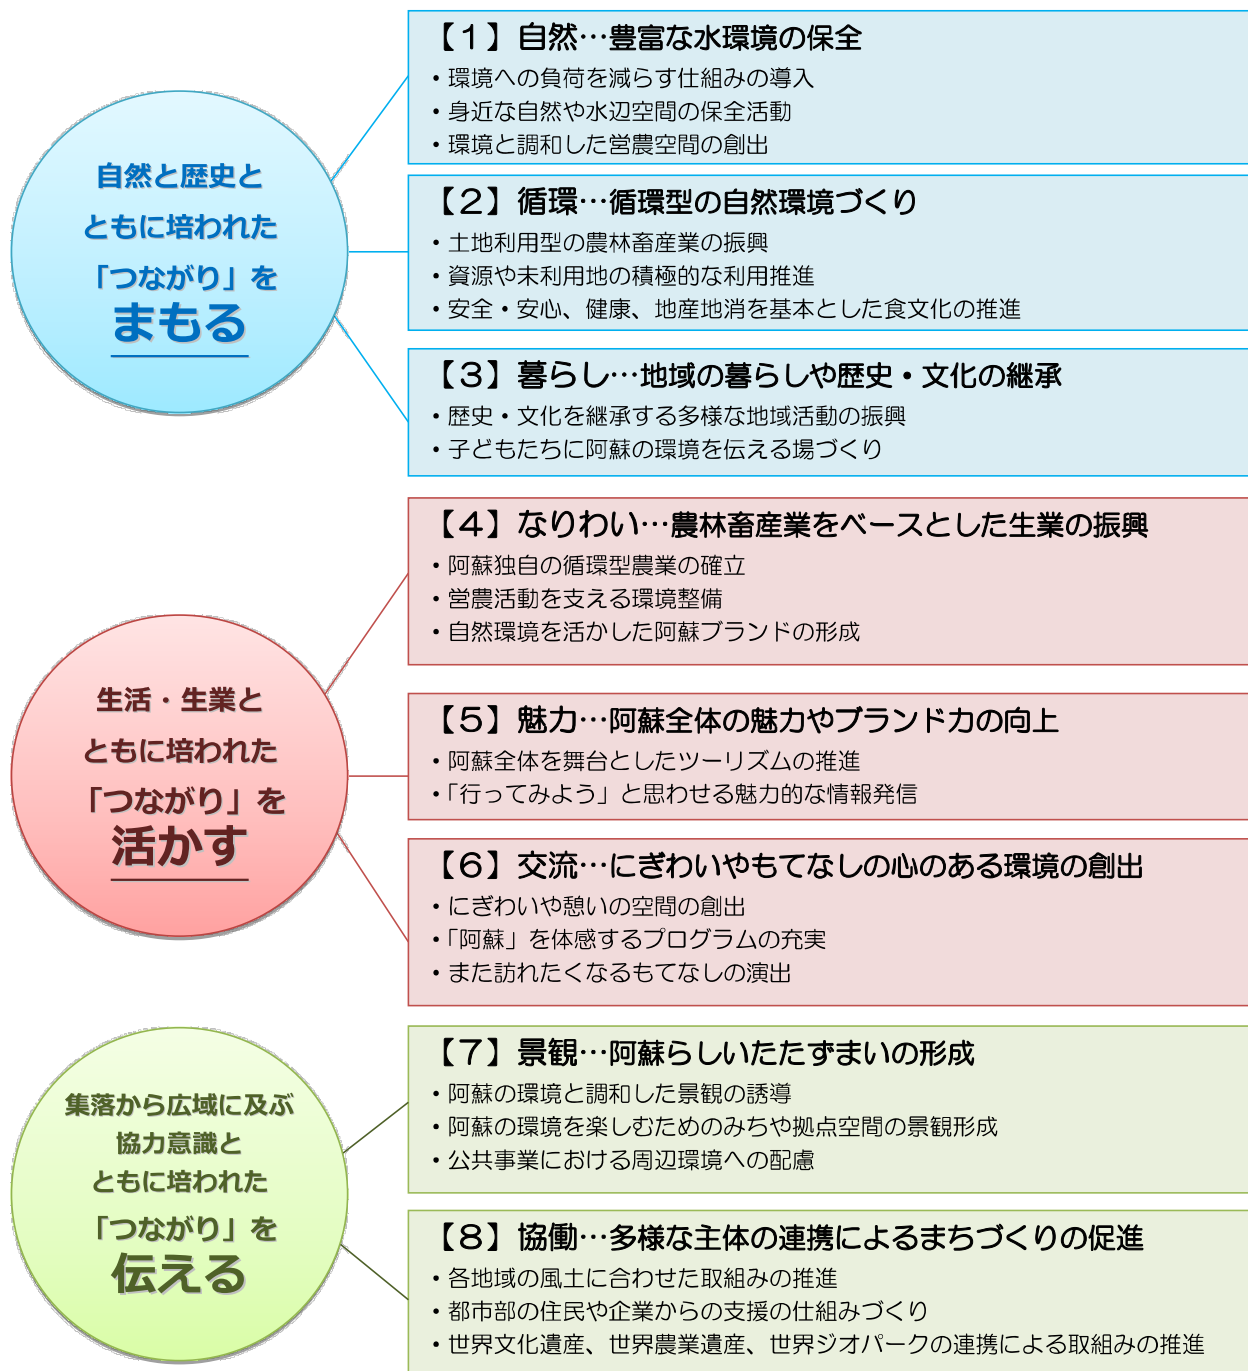 自然と歴史と
ともに培われた
「つながり」を
まもる
【1】自然…豊富な水環境の保全
・環境への負荷を減らす仕組みの導入
・身近な自然や水辺空間の保全活動
・環境と調和した営農空間の創出
【2】循環…循環型の自然環境づくり
・土地利用型の農林畜産業の振興
・資源や未利用地の積極的な利用推進
・安全・安心、健康、地産地消を基本とした食文化の推進
【3】暮らし…地域の暮らしや歴史・文化の継承
・歴史・文化を継承する多様な地域活動の振興
・子どもたちに阿蘇の環境を伝える場づくり
生活・生業と
ともに培われた
「つながり」を
活かす
【4】なりわい…農林畜産業をベースとした生業の振興
・阿蘇独自の循環型農業の確立
・営農活動を支える環境整備
・自然環境を活かした阿蘇ブランドの形成
【5】魅力…阿蘇全体の魅力やブランド力の向上
・阿蘇全体を舞台としたツーリズムの推進
・「行ってみよう」と思わせる魅力的な情報発信
【6】交流…にぎわいやもてなしの心のある環境の創出
・にぎわいや憩いの空間の創出
・「阿蘇」を体感するプログラムの充実
・また訪れたくなるもてなしの演出
集落から広域に及ぶ
協力意識と
ともに培われた
「つながり」を
伝える
【7】景観…阿蘇らしいたたずまいの形成
・阿蘇の環境と調和した景観の誘導
・阿蘇の環境を楽しむためのみちや拠点空間の景観形成
・公共事業における周辺環境への配慮
【8】協働…多様な主体の連携によるまちづくりの促進
・各地域の風土に合わせた取組みの推進
・都市部の住民や企業からの支援の仕組みづくり
・世界文化遺産、世界農業遺産、世界ジオパークの連携による取組みの推進